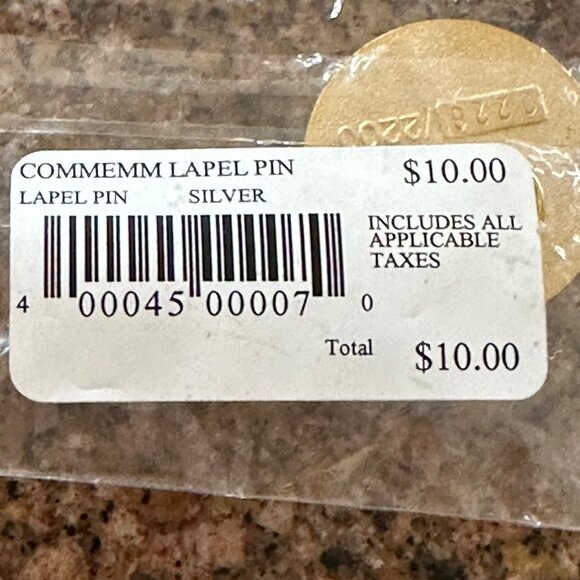 COMMEMM LAPEL PIN $10.00
LAPEL PIN SILVER
INCLUDES ALL
APPLICABLE
TAXES
4 00045 00007 0
Total $10.00